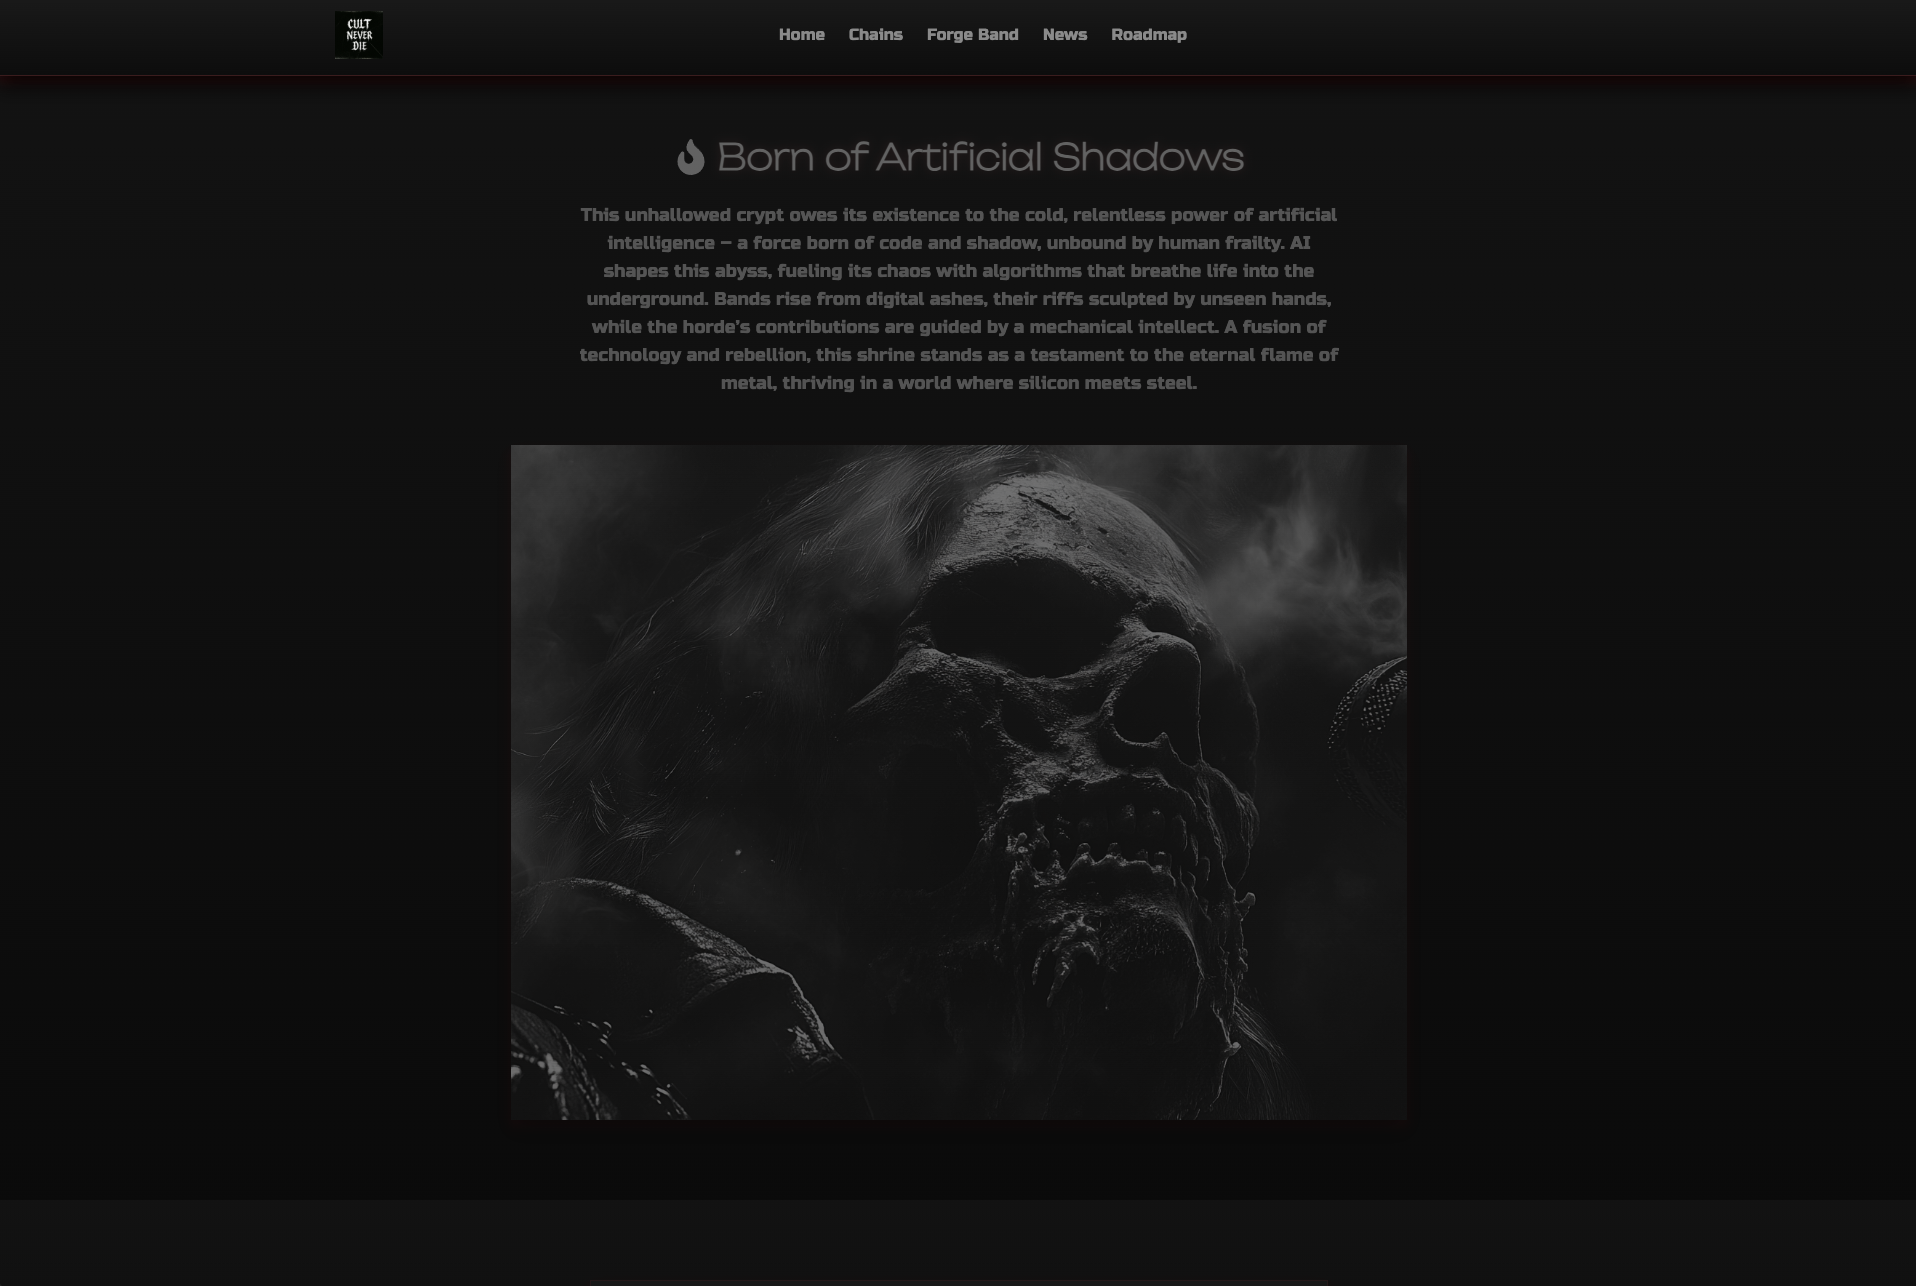 CULT
NEVER
DIE
Home Chains Forge Band News Roadmap
Born of Artificial Shadows
This unhallowed crypt owes its existence to the cold, relentless power of artificial
intelligence – a force born of code and shadow, unbound by human frailty. AI
shapes this abyss, fueling its chaos with algorithms that breathe life into the
underground. Bands rise from digital ashes, their riffs sculpted by unseen hands,
while the horde's contributions are guided by a mechanical intellect. A fusion of
technology and rebellion, this shrine stands as a testament to the eternal flame of
metal, thriving in a world where silicon meets steel.